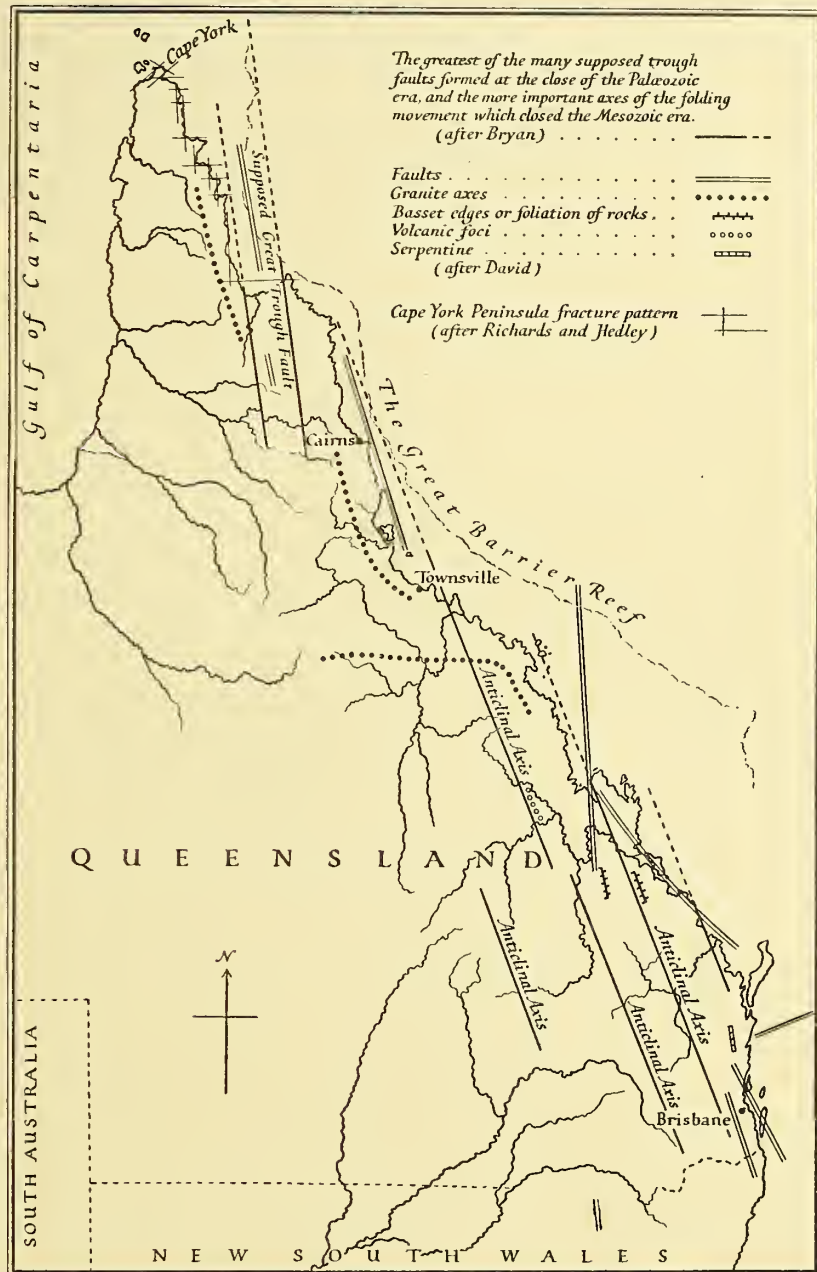 Cape York
Gulf of Carpentaria
The greatest of the many supposed trough
faults formed at the close of the Palæozoic
era, and the more important axes of the folding
movement which closed the Mesozoic era.
(after Bryan) . . . . . . . . .
Faults . . . . . . . . . . . . . .
Granite axes . . . . . . . . . . .
Basset edges or foliation of rocks . .
Volcanic foci . . . . . . . . . . .
Serpentine . . . . . . . . . . . .
(after David)
Cape York Peninsula fracture pattern
(after Richards and Hedley)
Supposed Great Trough Fault
Cairns
The Great Barrier Reef
Townsville
Anticlinal Axis
QUEENSLAND
N
Anticlinal Axis
Anticlinal Axis
Anticlinal Axis
Brisbane
SOUTH AUSTRALIA
NEW SOUTH WALES